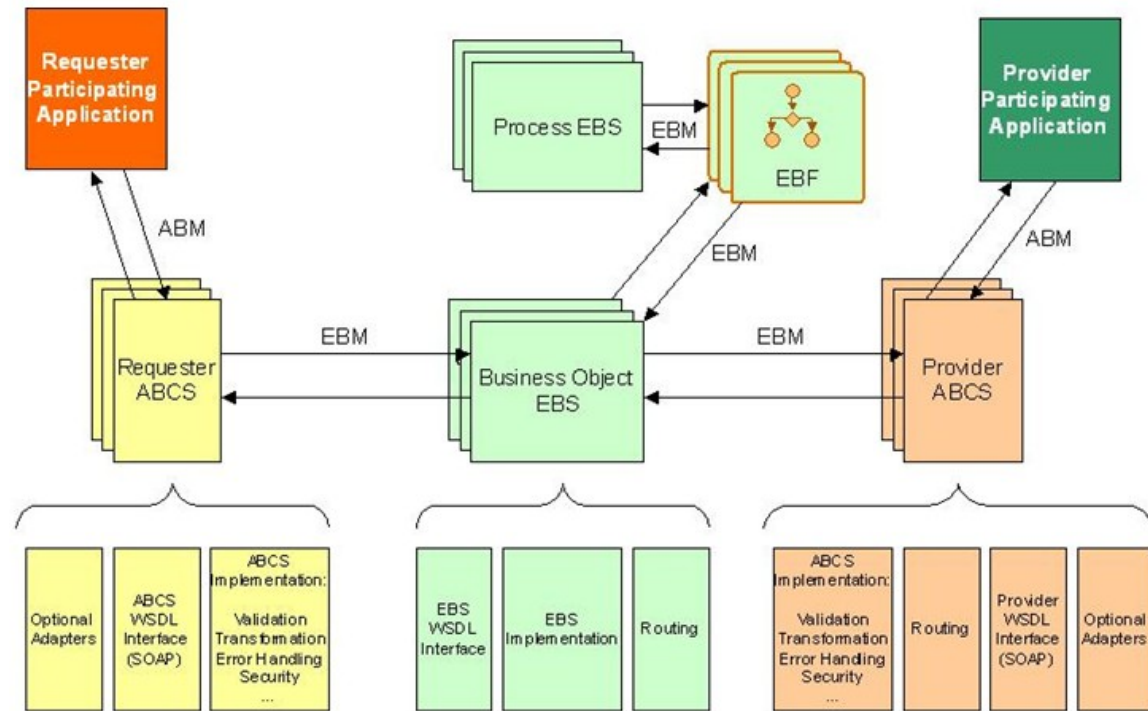 Requester
Participating
Application
Process EBS
EBM
EBF
Provider
Participating
Application
ABM
EBM
ABM
Requester
ABCS
EBM
Business Object
EBS
EBM
Provider
ABCS
Optional
Adapters
ABCS
WSDL
Interface
(SOAP)
ABCS
Implementation:
Validation
Transformation
Error Handling
Security
...
EBS
WSDL
Interface
EBS
Implementation
Routing
ABCS
Implementation:
Validation
Transformation
Error Handling
Security
...
Routing
Provider
WSDL
Interface
(SOAP)
Optional
Adapters